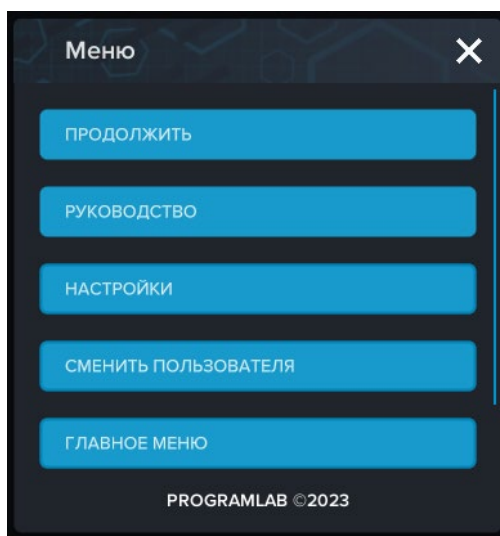 Меню
ПРОДОЛЖИТЬ
РУКОВОДСТВО
НАСТРОЙКИ
СМЕНИТЬ ПОЛЬЗОВАТЕЛЯ
ГЛАВНОЕ МЕНЮ
PROGRAMLAB ©2023